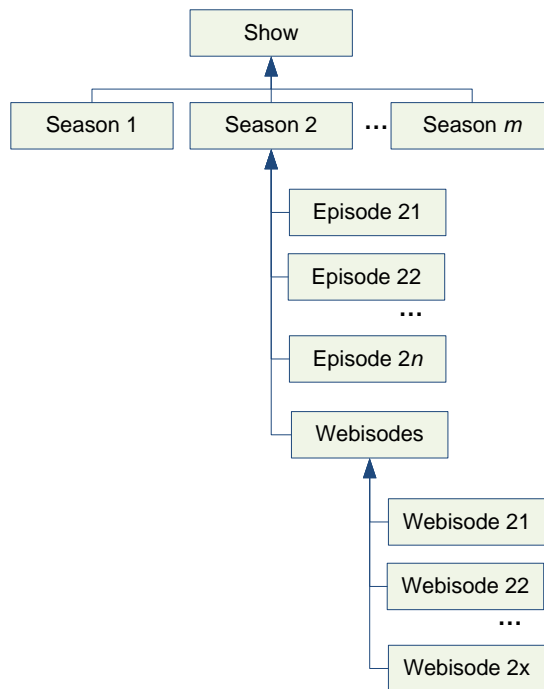 Show
Season 1
Season 2
...
Season m
Episode 21
Episode 22
...
Episode 2n
Webisodes
Webisode 21
Webisode 22
...
Webisode 2x